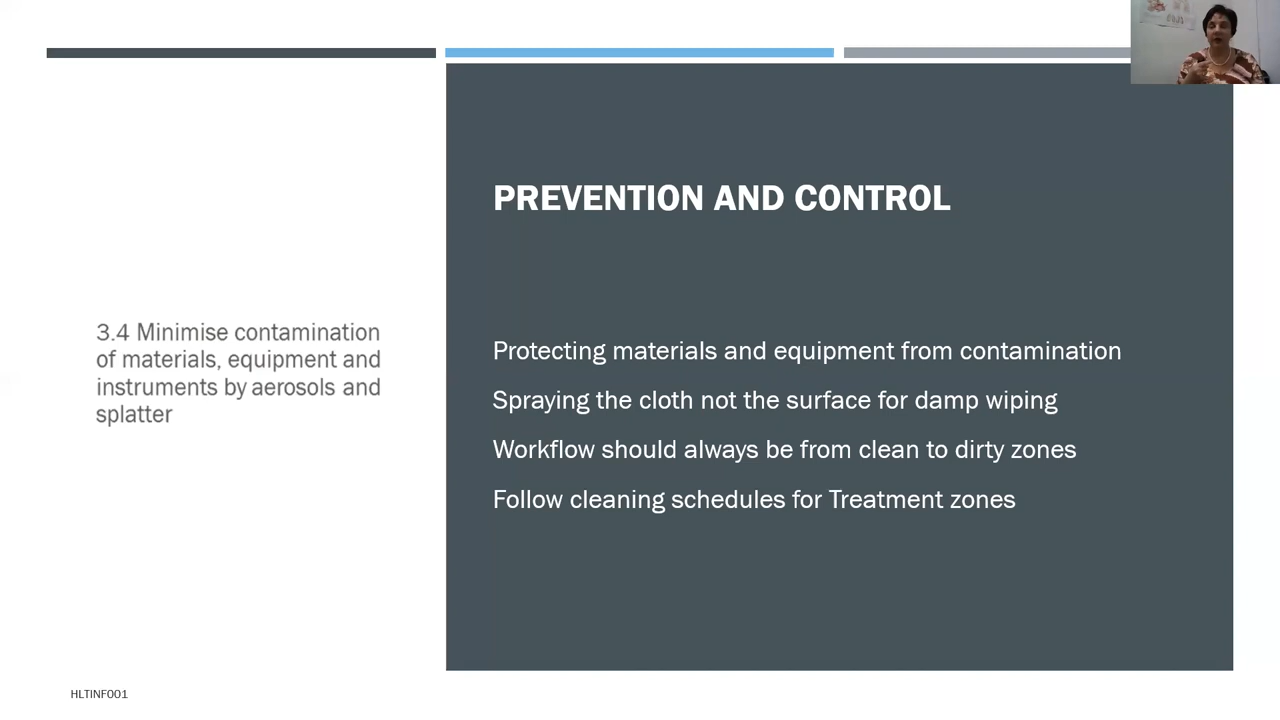 PREVENTION AND CONTROL
3.4 Minimise contamination
of materials, equipment and
instruments by aerosols and
splatter
Protecting materials and equipment from contamination
Spraying the cloth not the surface for damp wiping
Workflow should always be from clean to dirty zones
Follow cleaning schedules for Treatment zones
HLTINF001